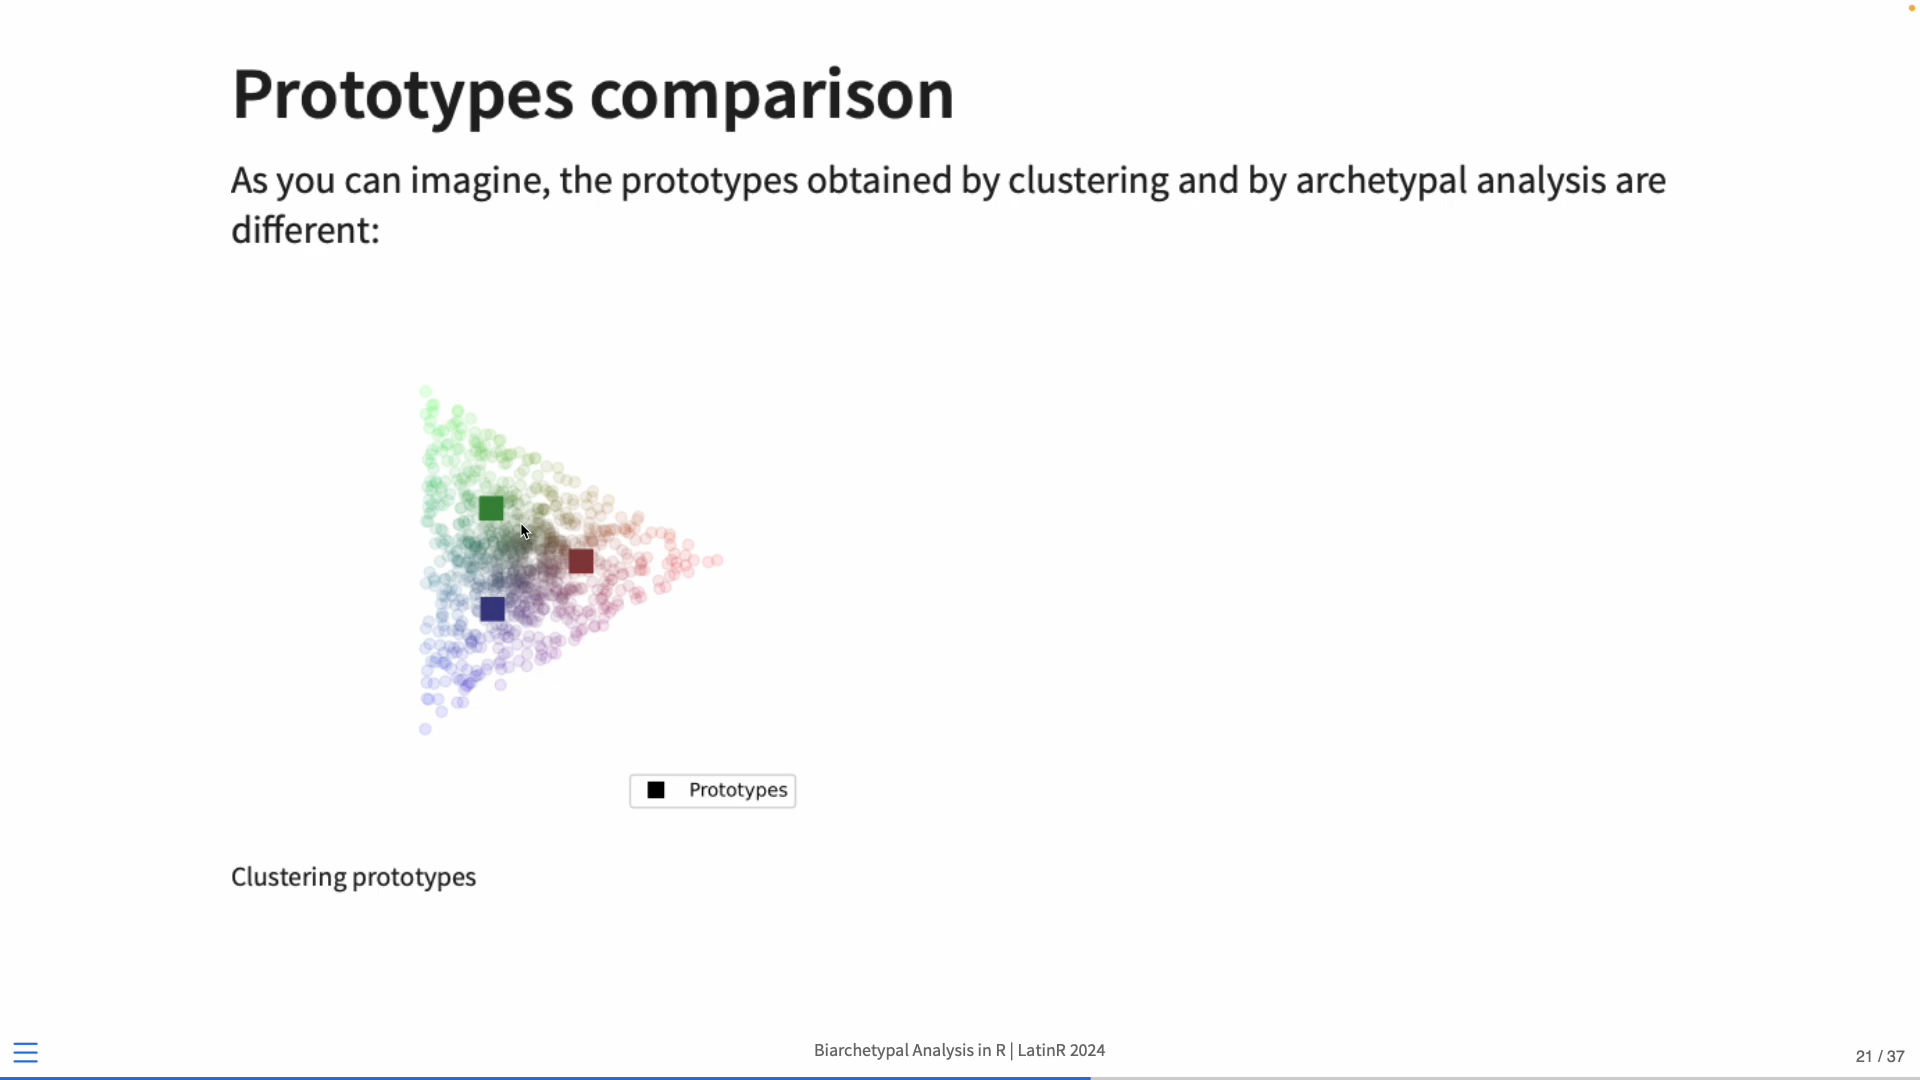 Prototypes comparison
As you can imagine, the prototypes obtained by clustering and by archetypal analysis are
different:
Prototypes
Clustering prototypes
Biarchetypal Analysis in R | LatinR 2024
21 / 37